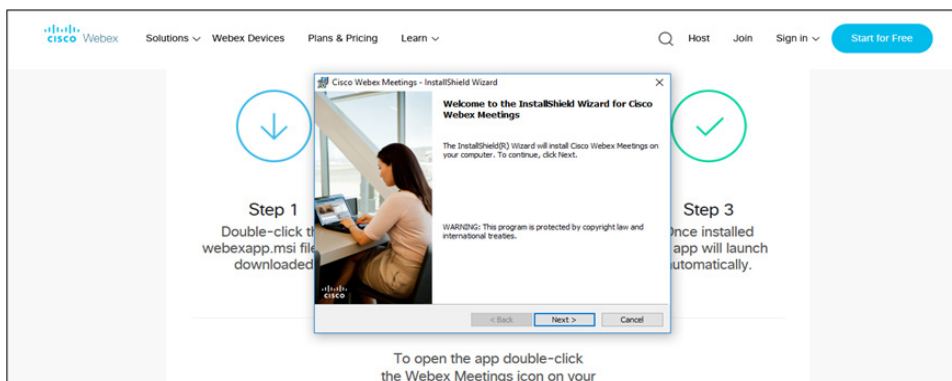 CISCO Webex Solutions Webex Devices Plans & Pricing Learn Host Join Sign in Start for Free
Cisco Webex Meetings - InstallShield Wizard
Welcome to the InstallShield Wizard for Cisco
Webex Meetings
The InstallShield(R) Wizard will install Cisco Webex Meetings on
your computer. To continue, click Next.
WARNING: This program is protected by copyright law and
international treaties.
CISCO
< Back Next > Cancel
Step 1
Double-click
webexapp.msi
downloaded
Step 3
installed
app will launch
To open the app double-click
the Webex Meetings icon on your